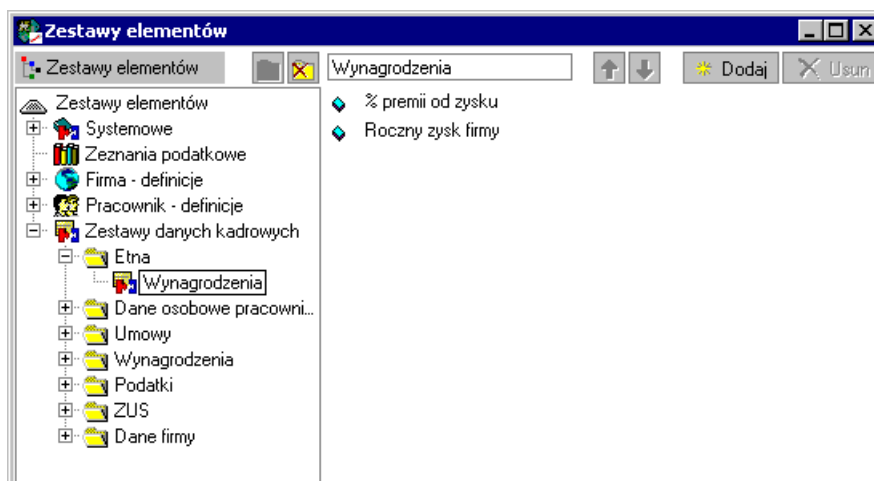 Zestawy elementów
Zestawy elementów
Wynagrodzenia
Dodaj
Usun
Zestawy elementów
Systemowe
Zeznania podatkowe
Firma - definicje
Pracownik - definicje
Zestawy danych kadrowych
Etna
Wynagrodzenia
Dane osobowe pracowni...
Umowy
Wynagrodzenia
Podatki
ZUS
Dane firmy
% premii od zysku
Roczny zysk firmy